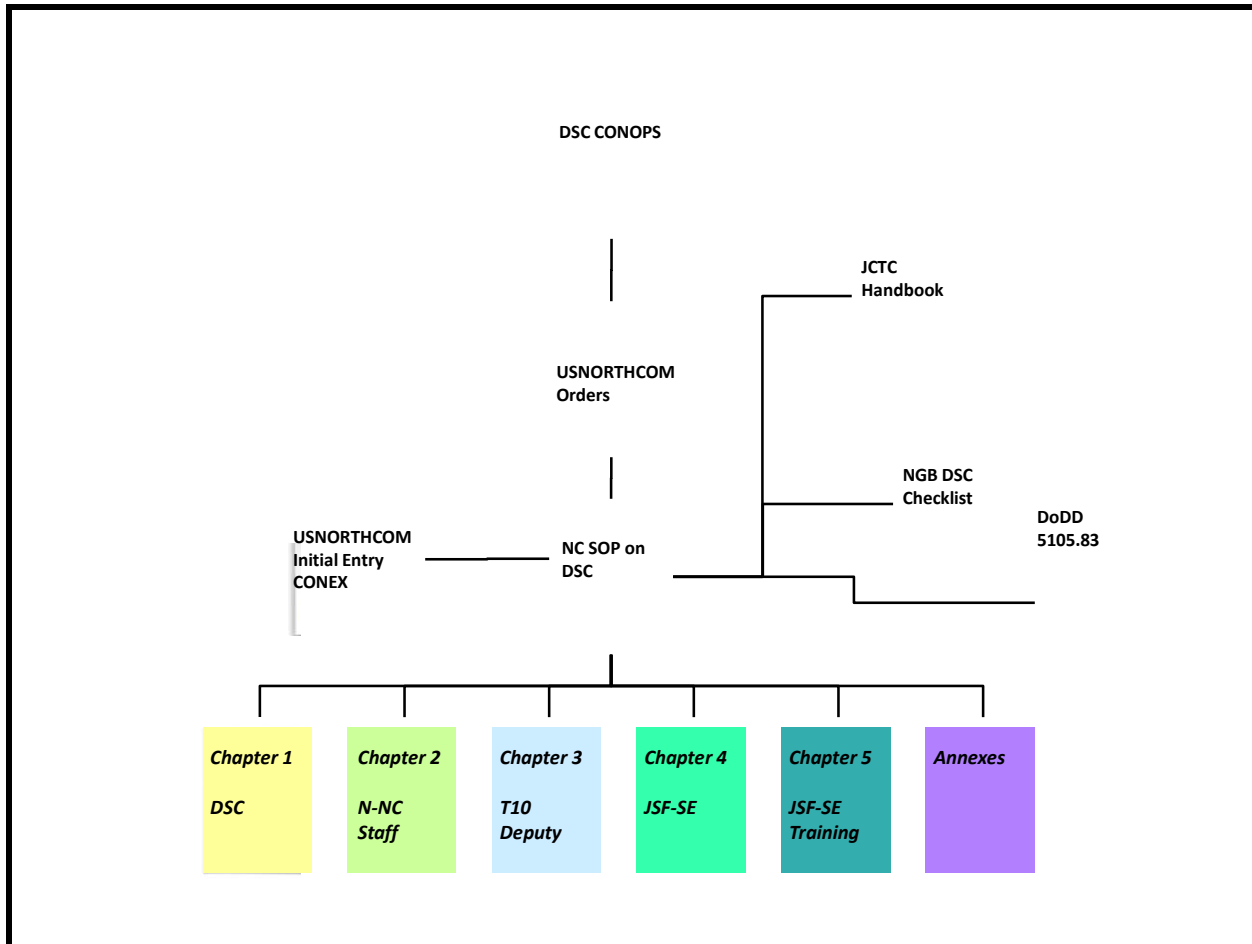 DSC CONOPS
JCTC
Handbook
USNORTHCOM
Orders
NGB DSC
Checklist
DoDD
5105.83
USNORTHCOM
Initial Entry
CONEX
NC SOP on
DSC
Chapter 1
DSC
Chapter 2
N-NC
Staff
Chapter 3
T10
Deputy
Chapter 4
JSF-SE
Chapter 5
JSF-SE
Training
Annexes